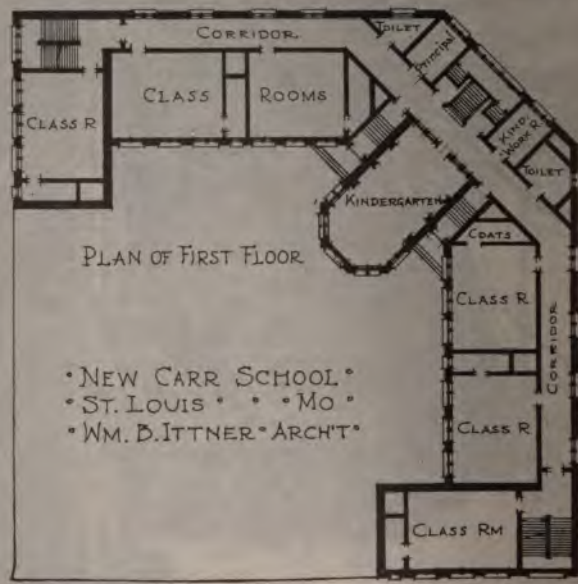 CORRIDOR
TOILET
Principal
CLASS ROOMS
CLASS R
KIND.
WORK R.
TOILET
KINDERGARTEN
COATS
PLAN OF FIRST FLOOR
CLASS R
CORRIDOR
• NEW CARR SCHOOL •
• ST. LOUIS • • • MO •
• WM. B. ITTNER • ARCH'T •
CLASS R
CLASS RM